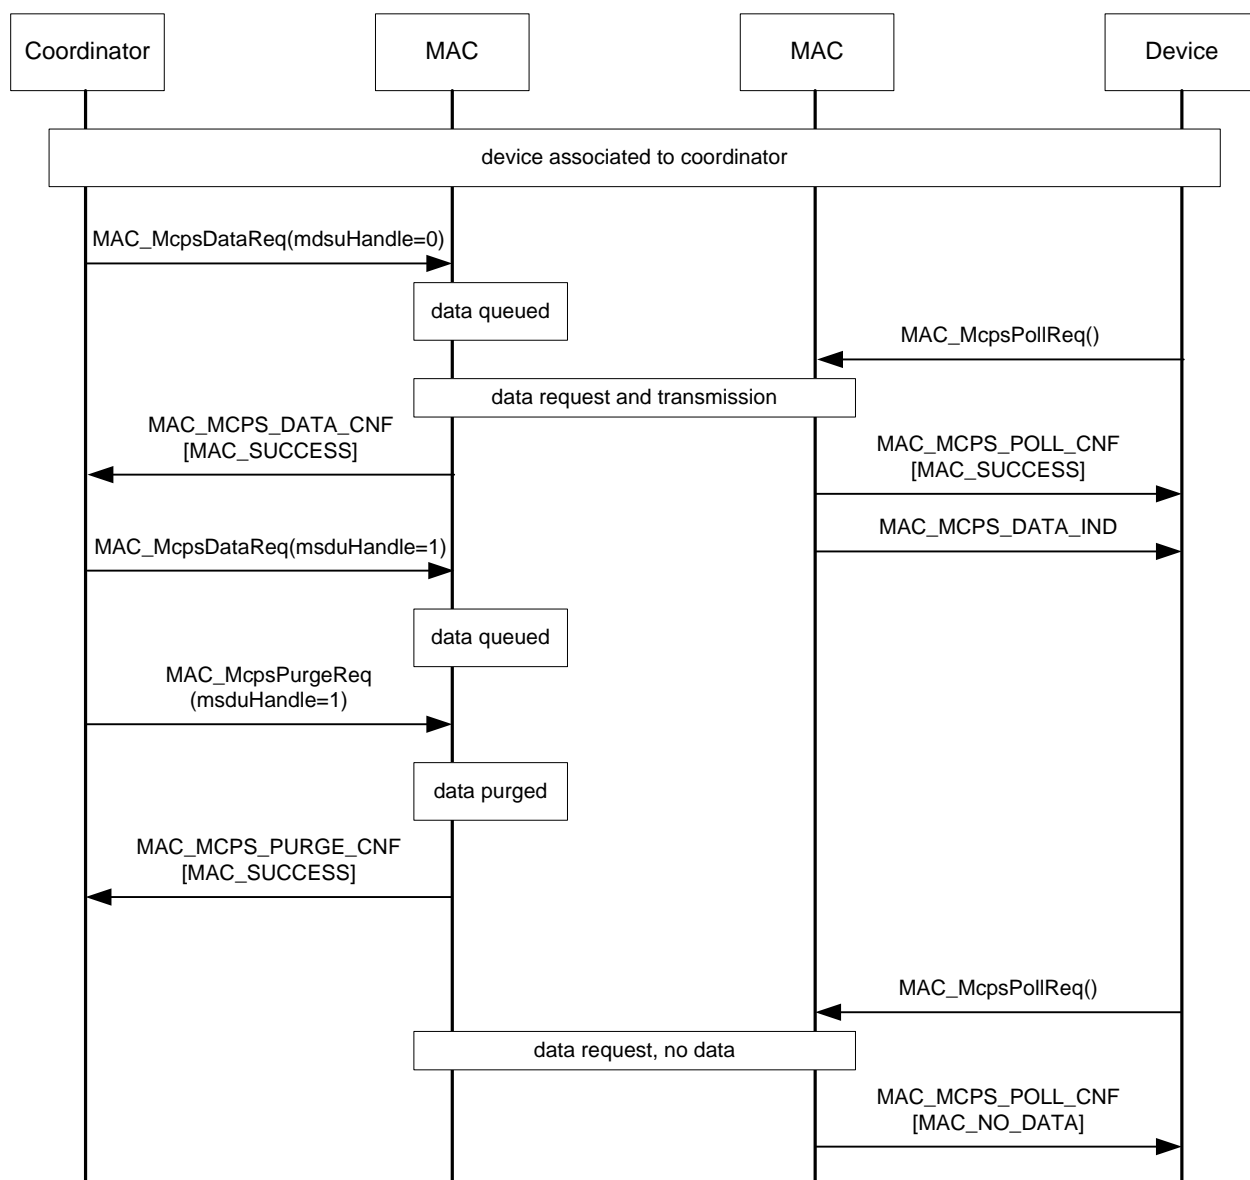 Coordinator
MAC
MAC
Device
device associated to coordinator
MAC_McpsDataReq(mdsuHandle=0)
data queued
MAC_McpsPollReq()
data request and transmission
MAC_MCPS_DATA_CNF
[MAC_SUCCESS]
MAC_MCPS_POLL_CNF
[MAC_SUCCESS]
MAC_McpsDataReq(msduHandle=1)
MAC_MCPS_DATA_IND
data queued
MAC_McpsPurgeReq
(msduHandle=1)
data purged
MAC_MCPS_PURGE_CNF
[MAC_SUCCESS]
MAC_McpsPollReq()
data request, no data
MAC_MCPS_POLL_CNF
[MAC_NO_DATA]